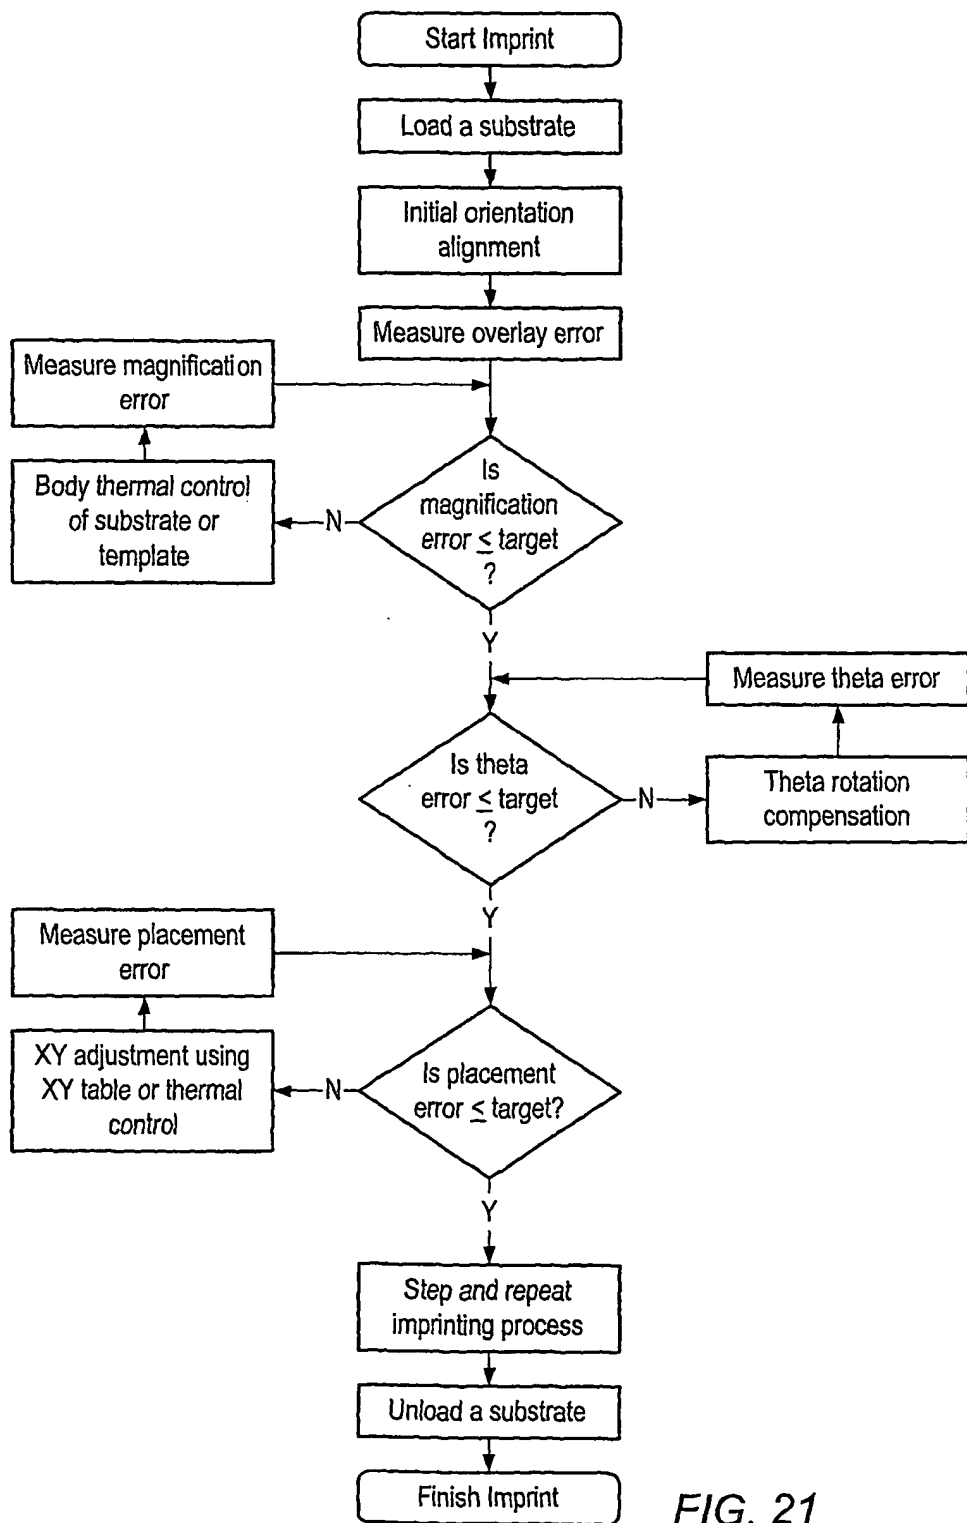 Start Imprint
Load a substrate
Initial orientation
alignment
Measure overlay error
Measure magnification
error
Body thermal control
of substrate or
template
N
Is
magnification
error ≤ target
?
Y
Measure theta error
Is theta
error ≤ target
?
N
Theta rotation
compensation
Y
Measure placement
error
XY adjustment using
XY table or thermal
control
N
Is placement
error ≤ target?
Y
Step and repeat
imprinting process
Unload a substrate
Finish Imprint
FIG. 21